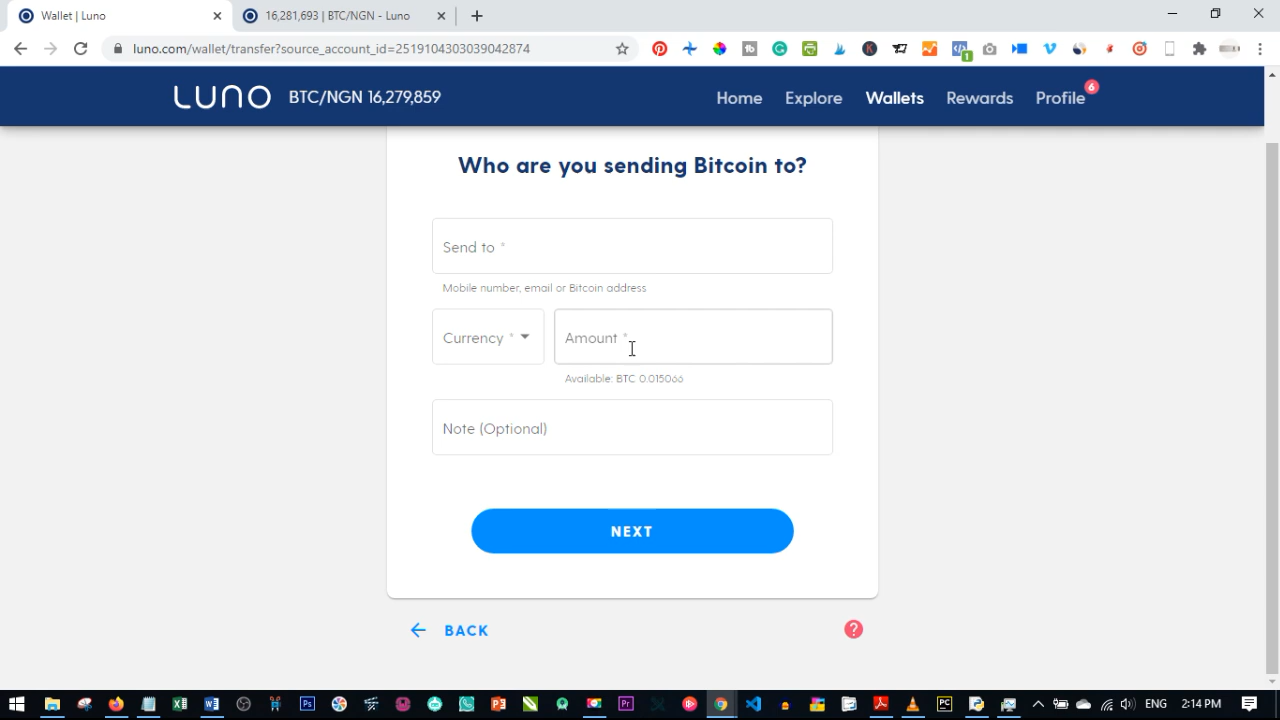 Wallet | Luno
16,281,693 | BTC/NGN - Luno
luno.com/wallet/transfer?source_account_id=2519104303039042874
1
LUNO BTC/NGN 16,279,859 Home Explore Wallets Rewards Profile 6
Who are you sending Bitcoin to?
Send to *
Mobile number, email or Bitcoin address
Currency *
Amount *
Available: BTC 0.015066
Note (Optional)
NEXT
BACK
?
ENG 2:14 PM